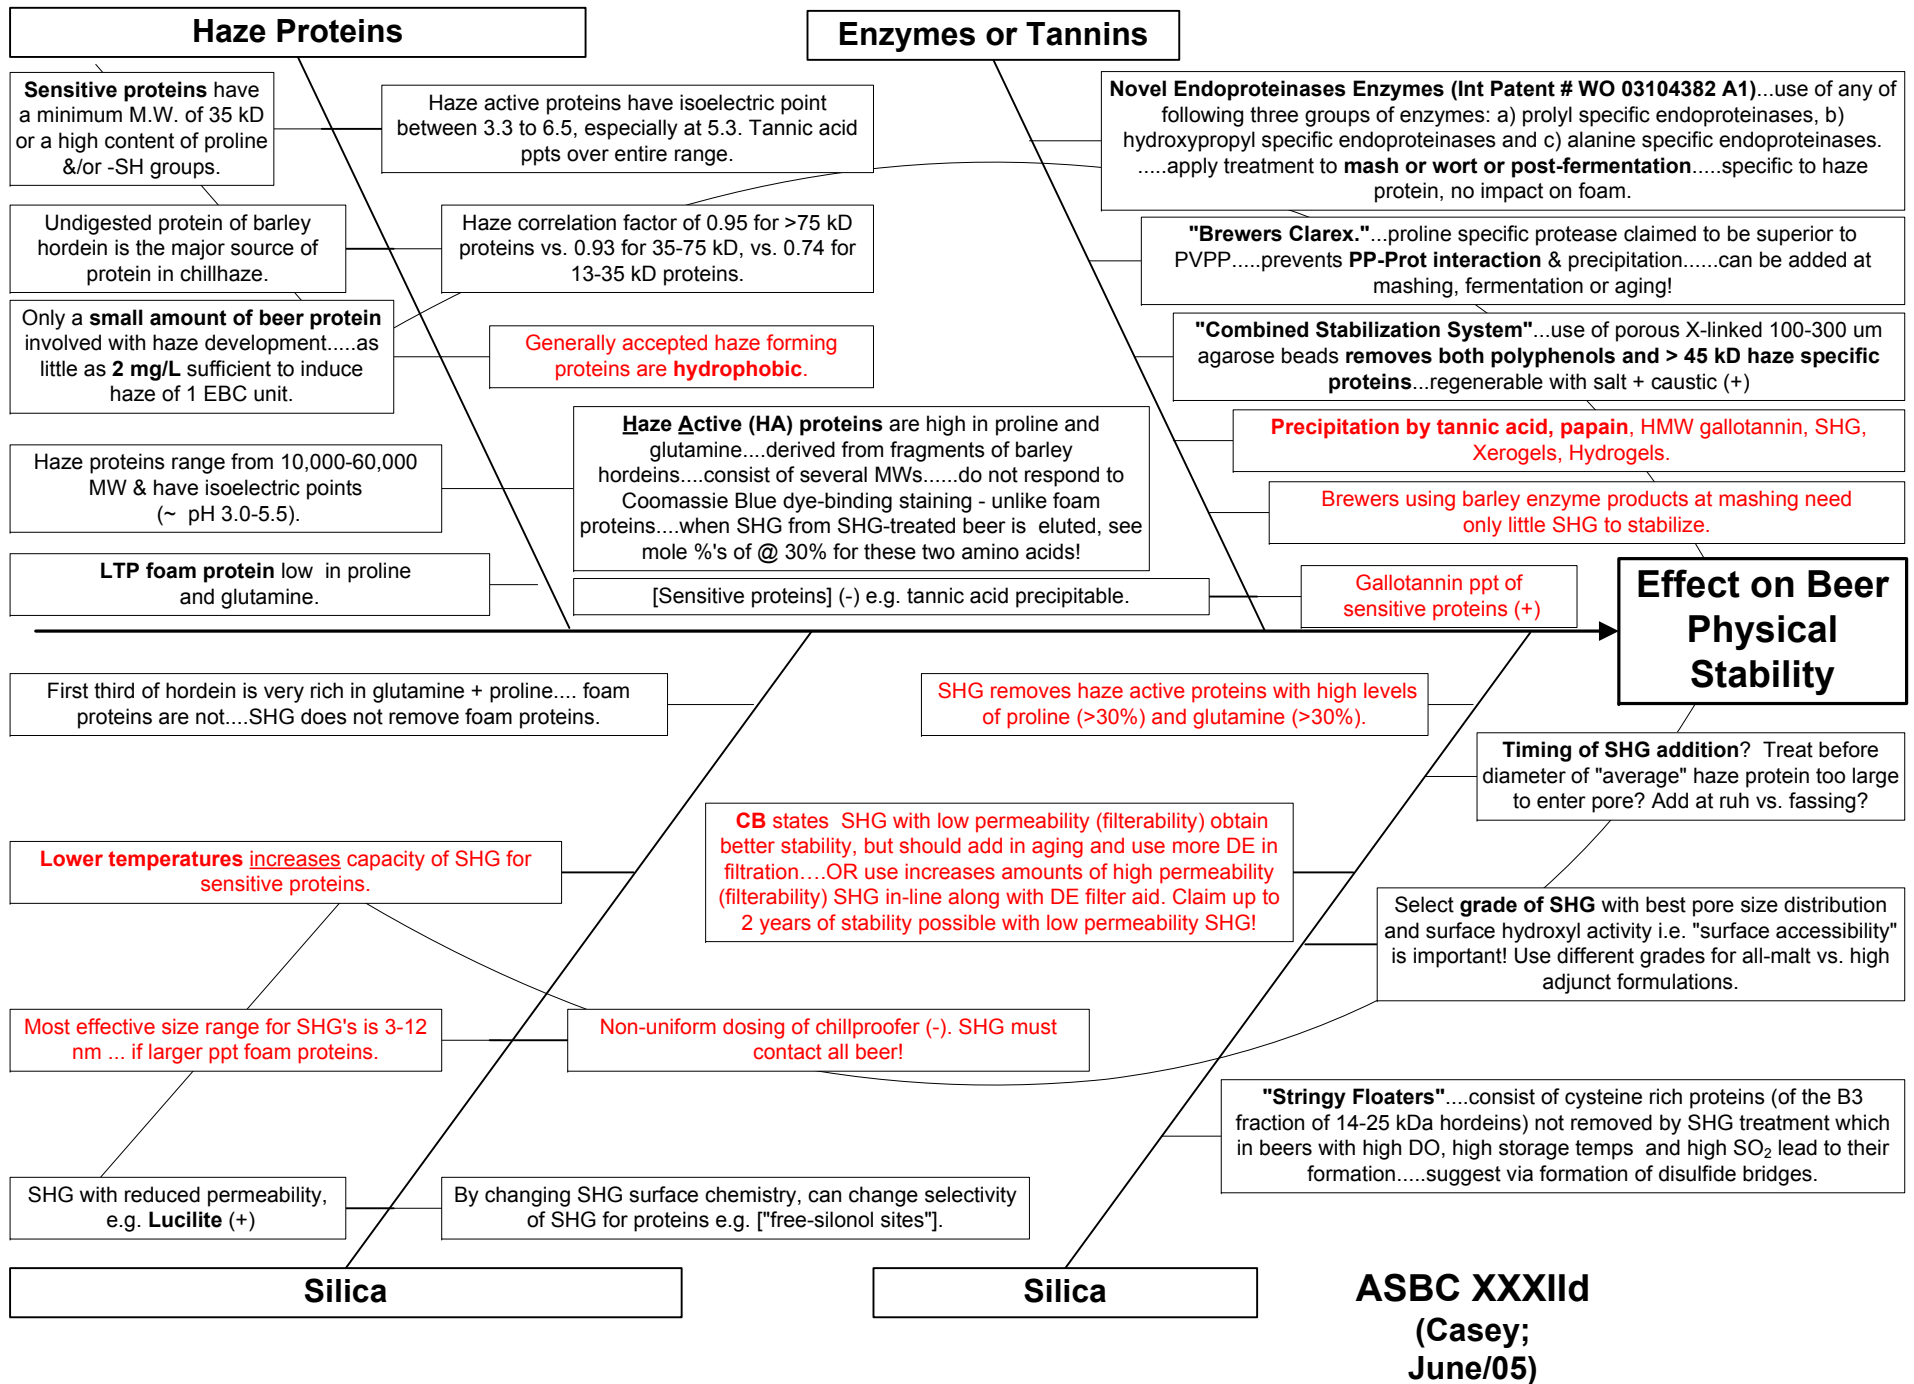 Haze Proteins
Enzymes or Tannins
Sensitive proteins have
a minimum M.W. of 35 kD
or a high content of proline
&/or -SH groups.
Haze active proteins have isoelectric point
between 3.3 to 6.5, especially at 5.3. Tannic acid
ppts over entire range.
Novel Endoproteinases Enzymes (Int Patent # WO 03104382 A1)...use of any of
following three groups of enzymes: a) prolyl specific endoproteinases, b)
hydroxypropyl specific endoproteinases and c) alanine specific endoproteinases.
.....apply treatment to mash or wort or post-fermentation.....specific to haze
protein, no impact on foam.
Undigested protein of barley
hordein is the major source of
protein in chillhaze.
Haze correlation factor of 0.95 for >75 kD
proteins vs. 0.93 for 35-75 kD, vs. 0.74 for
13-35 kD proteins.
"Brewers Clarex."...proline specific protease claimed to be superior to
PVPP.....prevents PP-Prot interaction & precipitation......can be added at
mashing, fermentation or aging!
Only a small amount of beer protein
involved with haze development.....as
little as 2 mg/L sufficient to induce
haze of 1 EBC unit.
Generally accepted haze forming
proteins are hydrophobic.
"Combined Stabilization System"...use of porous X-linked 100-300 um
agarose beads removes both polyphenols and > 45 kD haze specific
proteins...regenerable with salt + caustic (+)
Haze Active (HA) proteins are high in proline and
glutamine....derived from fragments of barley
hordeins....consist of several MWs......do not respond to
Coomassie Blue dye-binding staining - unlike foam
proteins....when SHG from SHG-treated beer is  eluted, see
mole %'s of @ 30% for these two amino acids!
Precipitation by tannic acid, papain, HMW gallotannin, SHG,
Xerogels, Hydrogels.
Haze proteins range from 10,000-60,000
MW & have isoelectric points
(~  pH 3.0-5.5).
Brewers using barley enzyme products at mashing need
only little SHG to stabilize.
LTP foam protein low  in proline
and glutamine.
[Sensitive proteins] (-) e.g. tannic acid precipitable.
Gallotannin ppt of
sensitive proteins (+)
Effect on Beer
Physical
Stability
First third of hordein is very rich in glutamine + proline.... foam
proteins are not....SHG does not remove foam proteins.
SHG removes haze active proteins with high levels
of proline (>30%) and glutamine (>30%).
Timing of SHG addition?  Treat before
diameter of "average" haze protein too large
to enter pore? Add at ruh vs. fassing?
Lower temperatures increases capacity of SHG for
sensitive proteins.
CB states  SHG with low permeability (filterability) obtain
better stability, but should add in aging and use more DE in
filtration....OR use increases amounts of high permeability
(filterability) SHG in-line along with DE filter aid. Claim up to
2 years of stability possible with low permeability SHG!
Select grade of SHG with best pore size distribution
and surface hydroxyl activity i.e. "surface accessibility"
is important! Use different grades for all-malt vs. high
adjunct formulations.
Most effective size range for SHG's is 3-12
nm ... if larger ppt foam proteins.
Non-uniform dosing of chillproofer (-). SHG must
contact all beer!
"Stringy Floaters"....consist of cysteine rich proteins (of the B3
fraction of 14-25 kDa hordeins) not removed by SHG treatment which
in beers with high DO, high storage temps  and high SO₂ lead to their
formation.....suggest via formation of disulfide bridges.
SHG with reduced permeability,
e.g. Lucilite (+)
By changing SHG surface chemistry, can change selectivity
of SHG for proteins e.g. ["free-silonol sites"].
Silica
Silica
ASBC XXXIId
(Casey;
June/05)